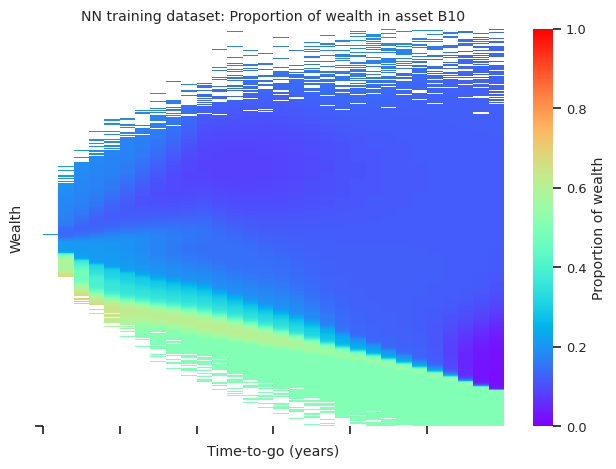 NN training dataset: Proportion of wealth in asset B10
Wealth
Time-to-go (years)
1.0
0.8
0.6
0.4
0.2
0.0
Proportion of wealth